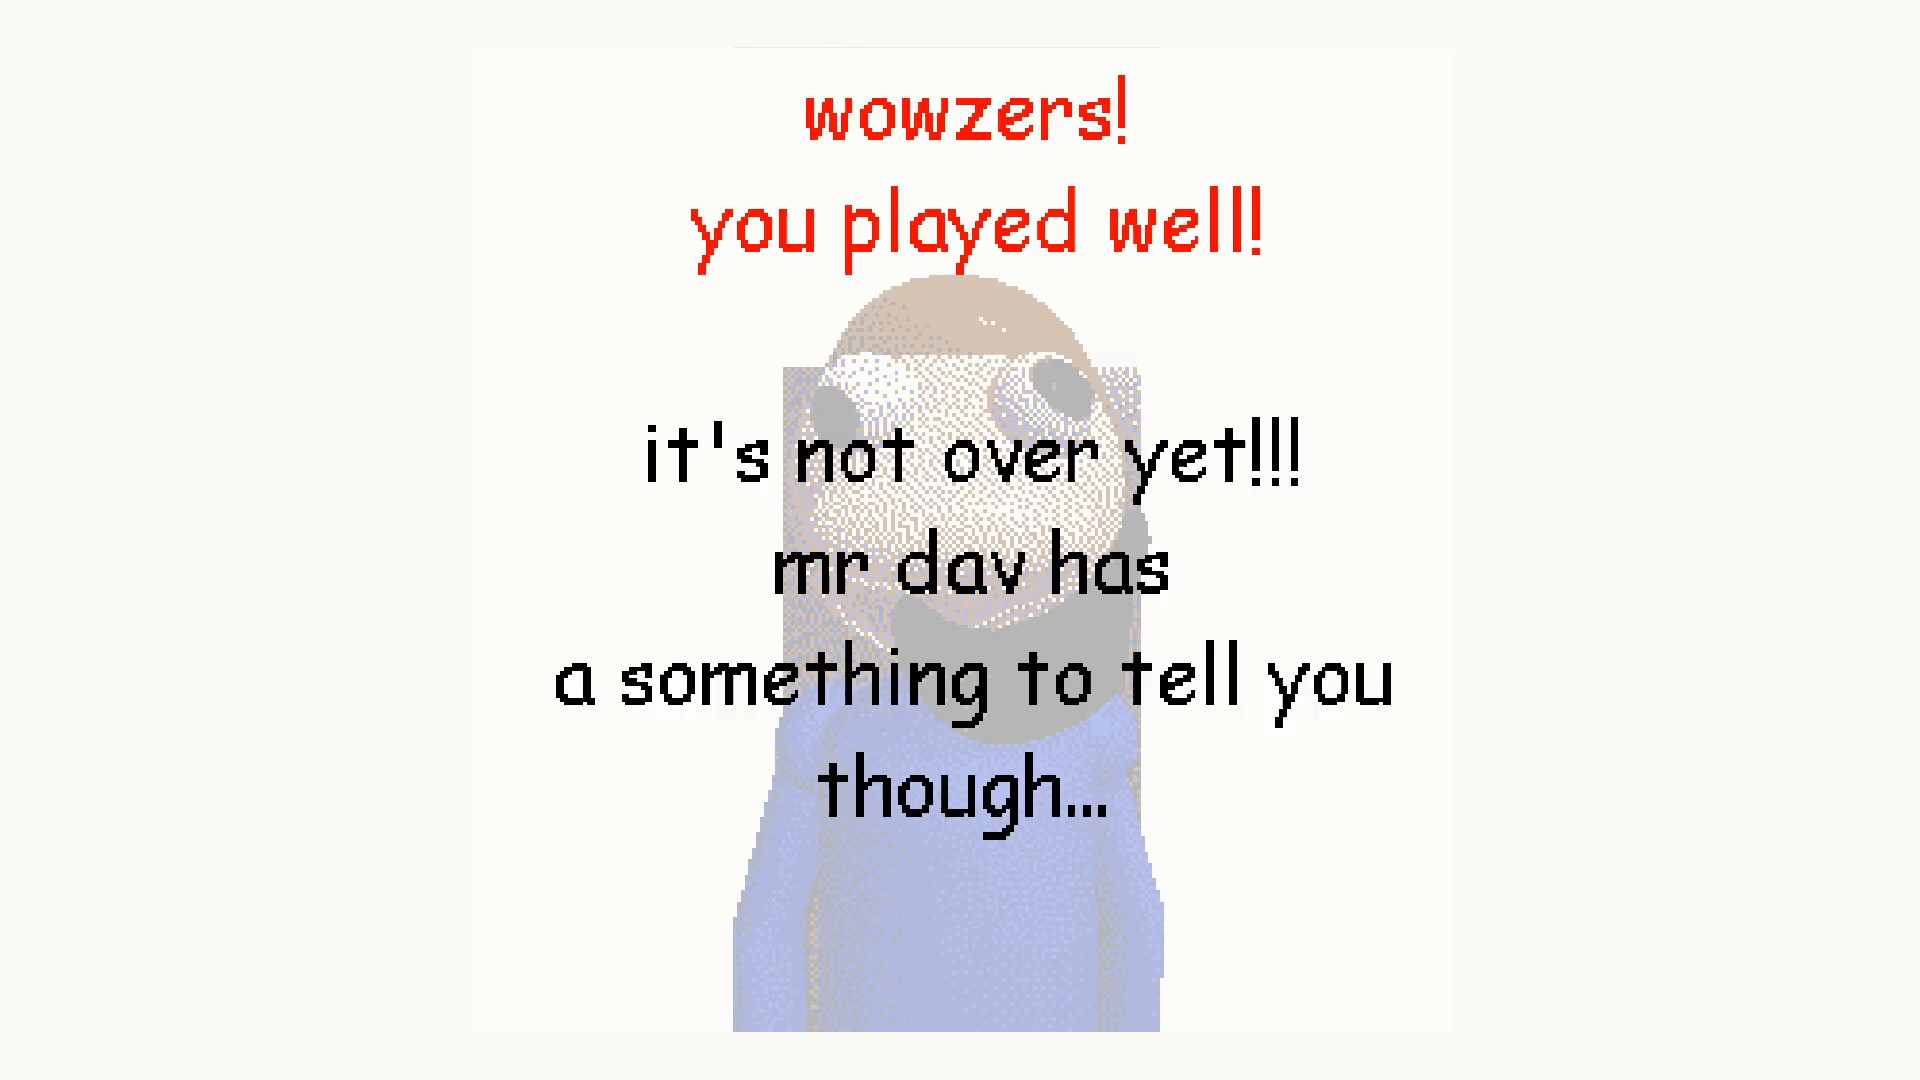 wowzers!
you played well!
it's not over yet!!!
mr dav has
a something to tell you
though...